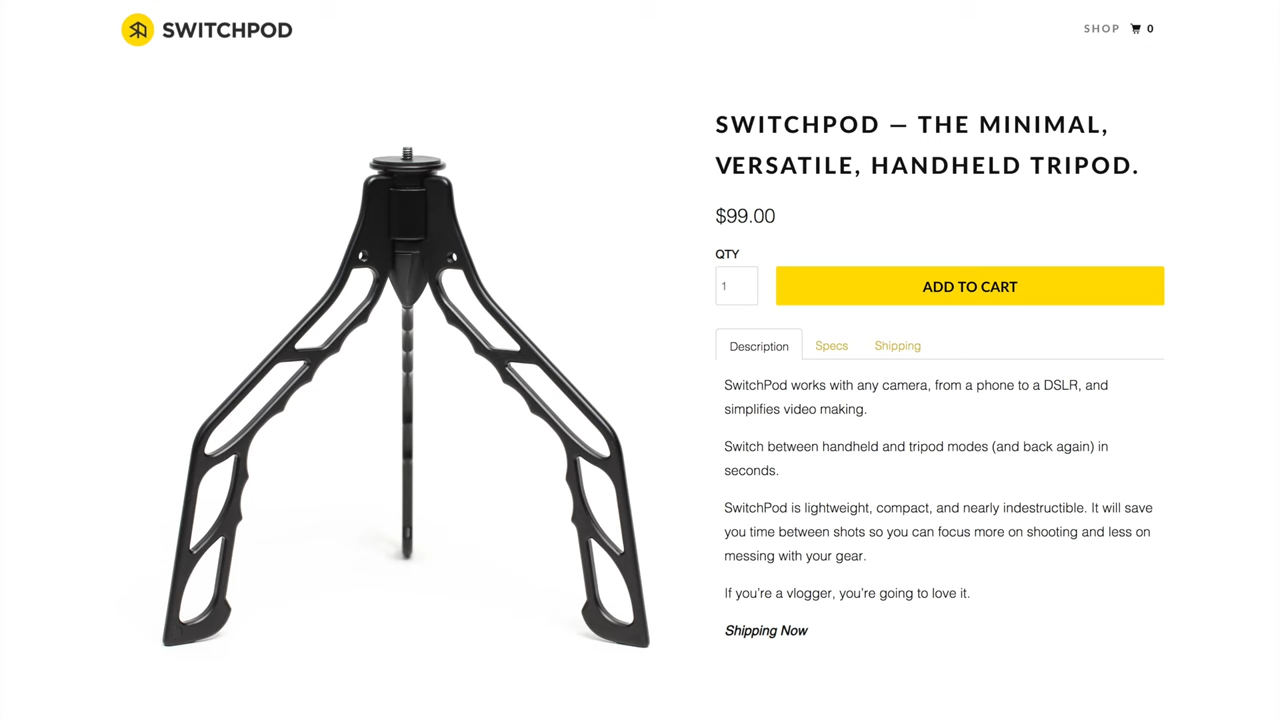 SWITCHPOD
SHOP 0
SWITCHPOD — THE MINIMAL,
VERSATILE, HANDHELD TRIPOD.
$99.00
QTY
1
ADD TO CART
Description Specs Shipping
SwitchPod works with any camera, from a phone to a DSLR, and
simplifies video making.
Switch between handheld and tripod modes (and back again) in
seconds.
SwitchPod is lightweight, compact, and nearly indestructible. It will save
you time between shots so you can focus more on shooting and less on
messing with your gear.
If you're a vlogger, you're going to love it.
Shipping Now